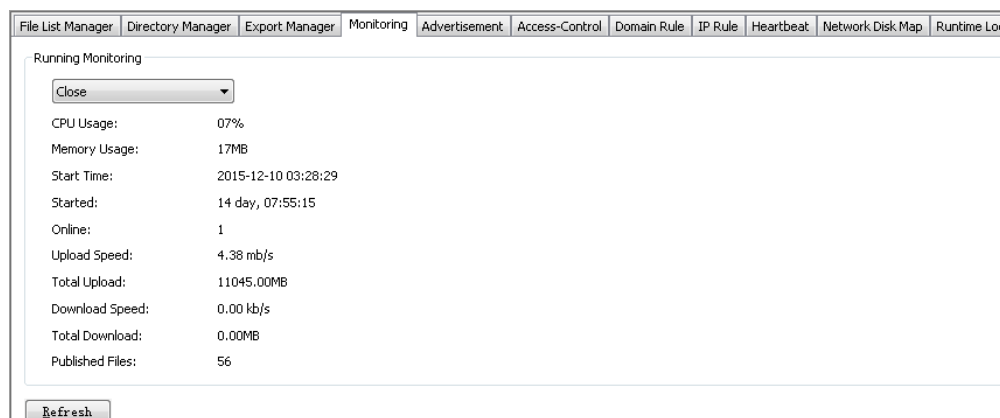 File List Manager Directory Manager Export Manager Monitoring Advertisement Access-Control Domain Rule IP Rule Heartbeat Network Disk Map Runtime
Running Monitoring
Close
CPU Usage: 07%
Memory Usage: 17MB
Start Time: 2015-12-10 03:28:29
Started: 14 day, 07:55:15
Online: 1
Upload Speed: 4.38 mb/s
Total Upload: 11045.00MB
Download Speed: 0.00 kb/s
Total Download: 0.00MB
Published Files: 56
Refresh